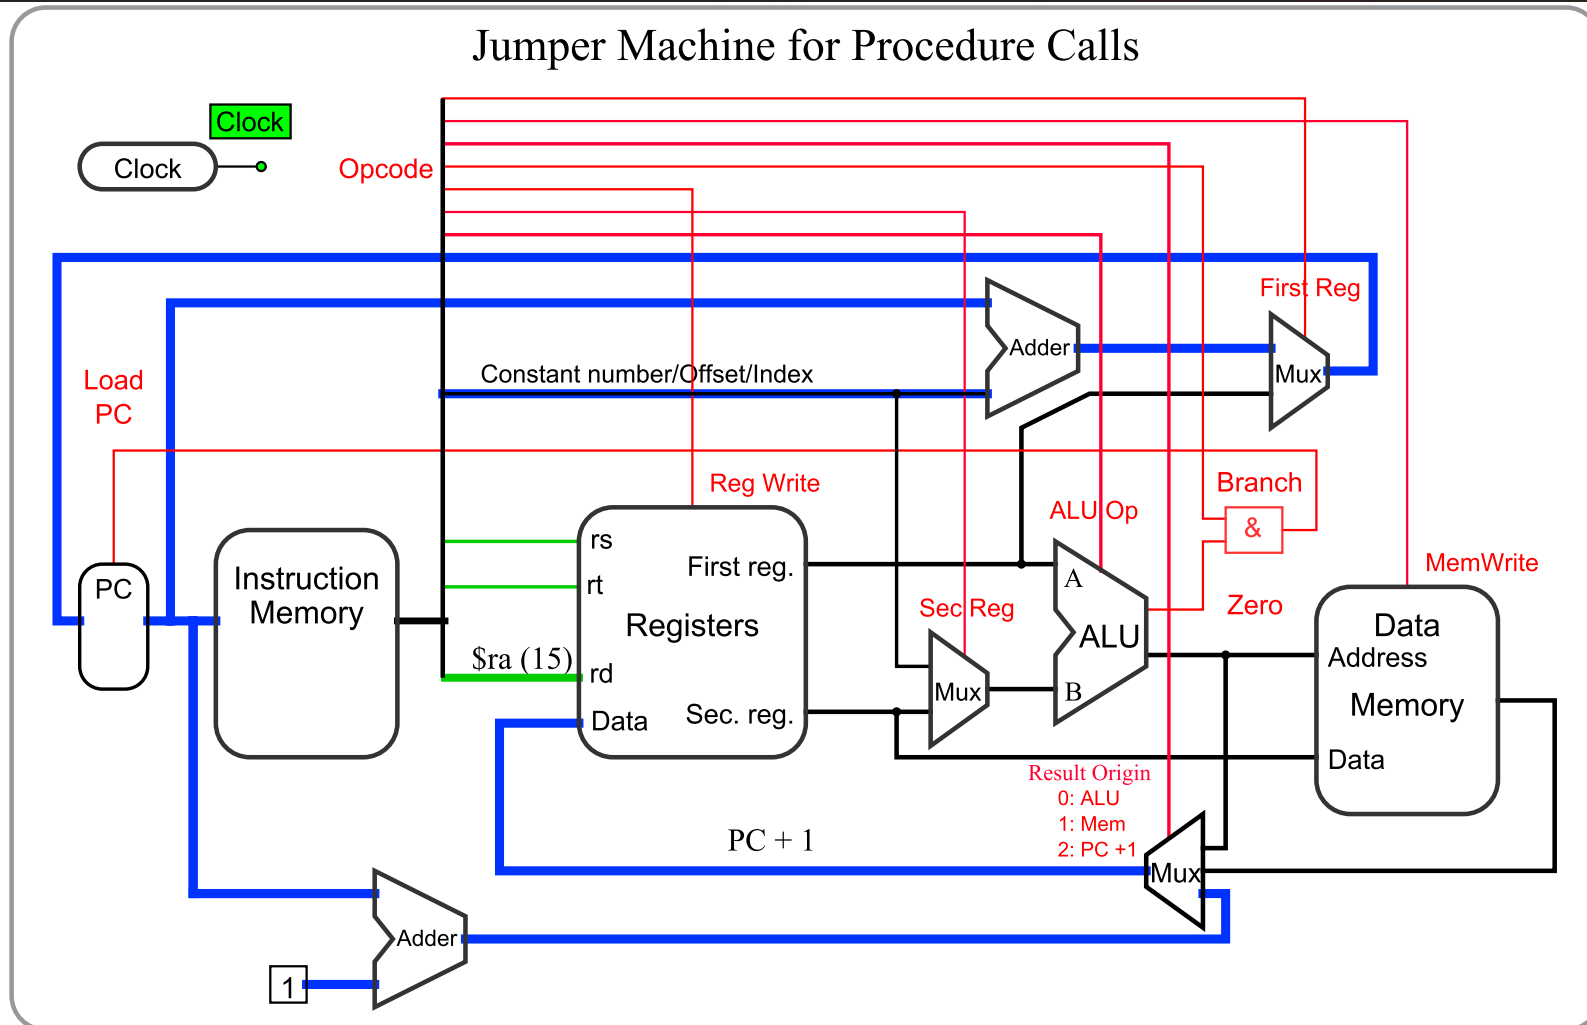 Jumper Machine for Procedure Calls
Clock
Clock
Opcode
First Reg
Adder
Mux
Constant number/Offset/Index
Load
PC
Reg Write
Branch
ALU Op
&
PC
Instruction
Memory
rs
rt
First reg.
Registers
$ra (15)
rd
Data
Sec. reg.
Sec Reg
Mux
A
ALU
B
Zero
MemWrite
Data
Address
Memory
Data
Result Origin
0: ALU
1: Mem
2: PC +1
PC + 1
Mux
Adder
1